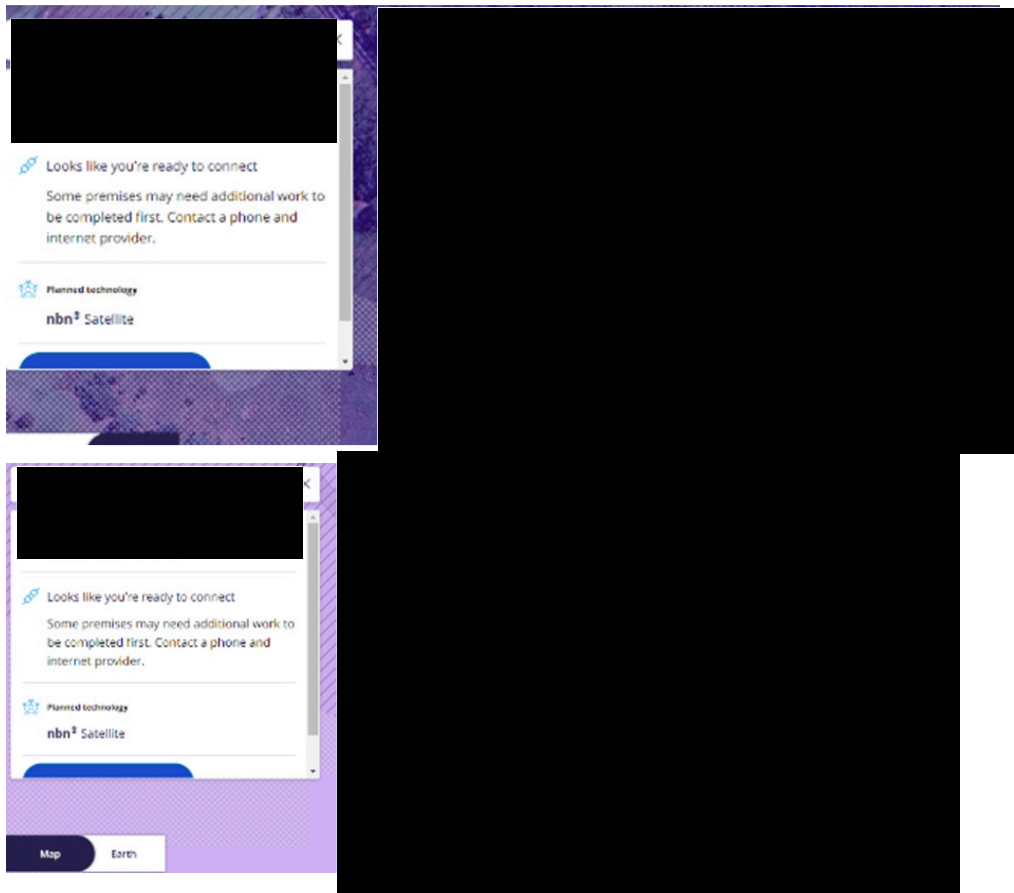 Looks like you're ready to connect
Some premises may need additional work to
be completed first. Contact a phone and
internet provider.
Planned technology
nbn® Satellite
Looks like you're ready to connect
Some premises may need additional work to
be completed first. Contact a phone and
internet provider.
Planned technology
nbn® Satellite
Map
Earth